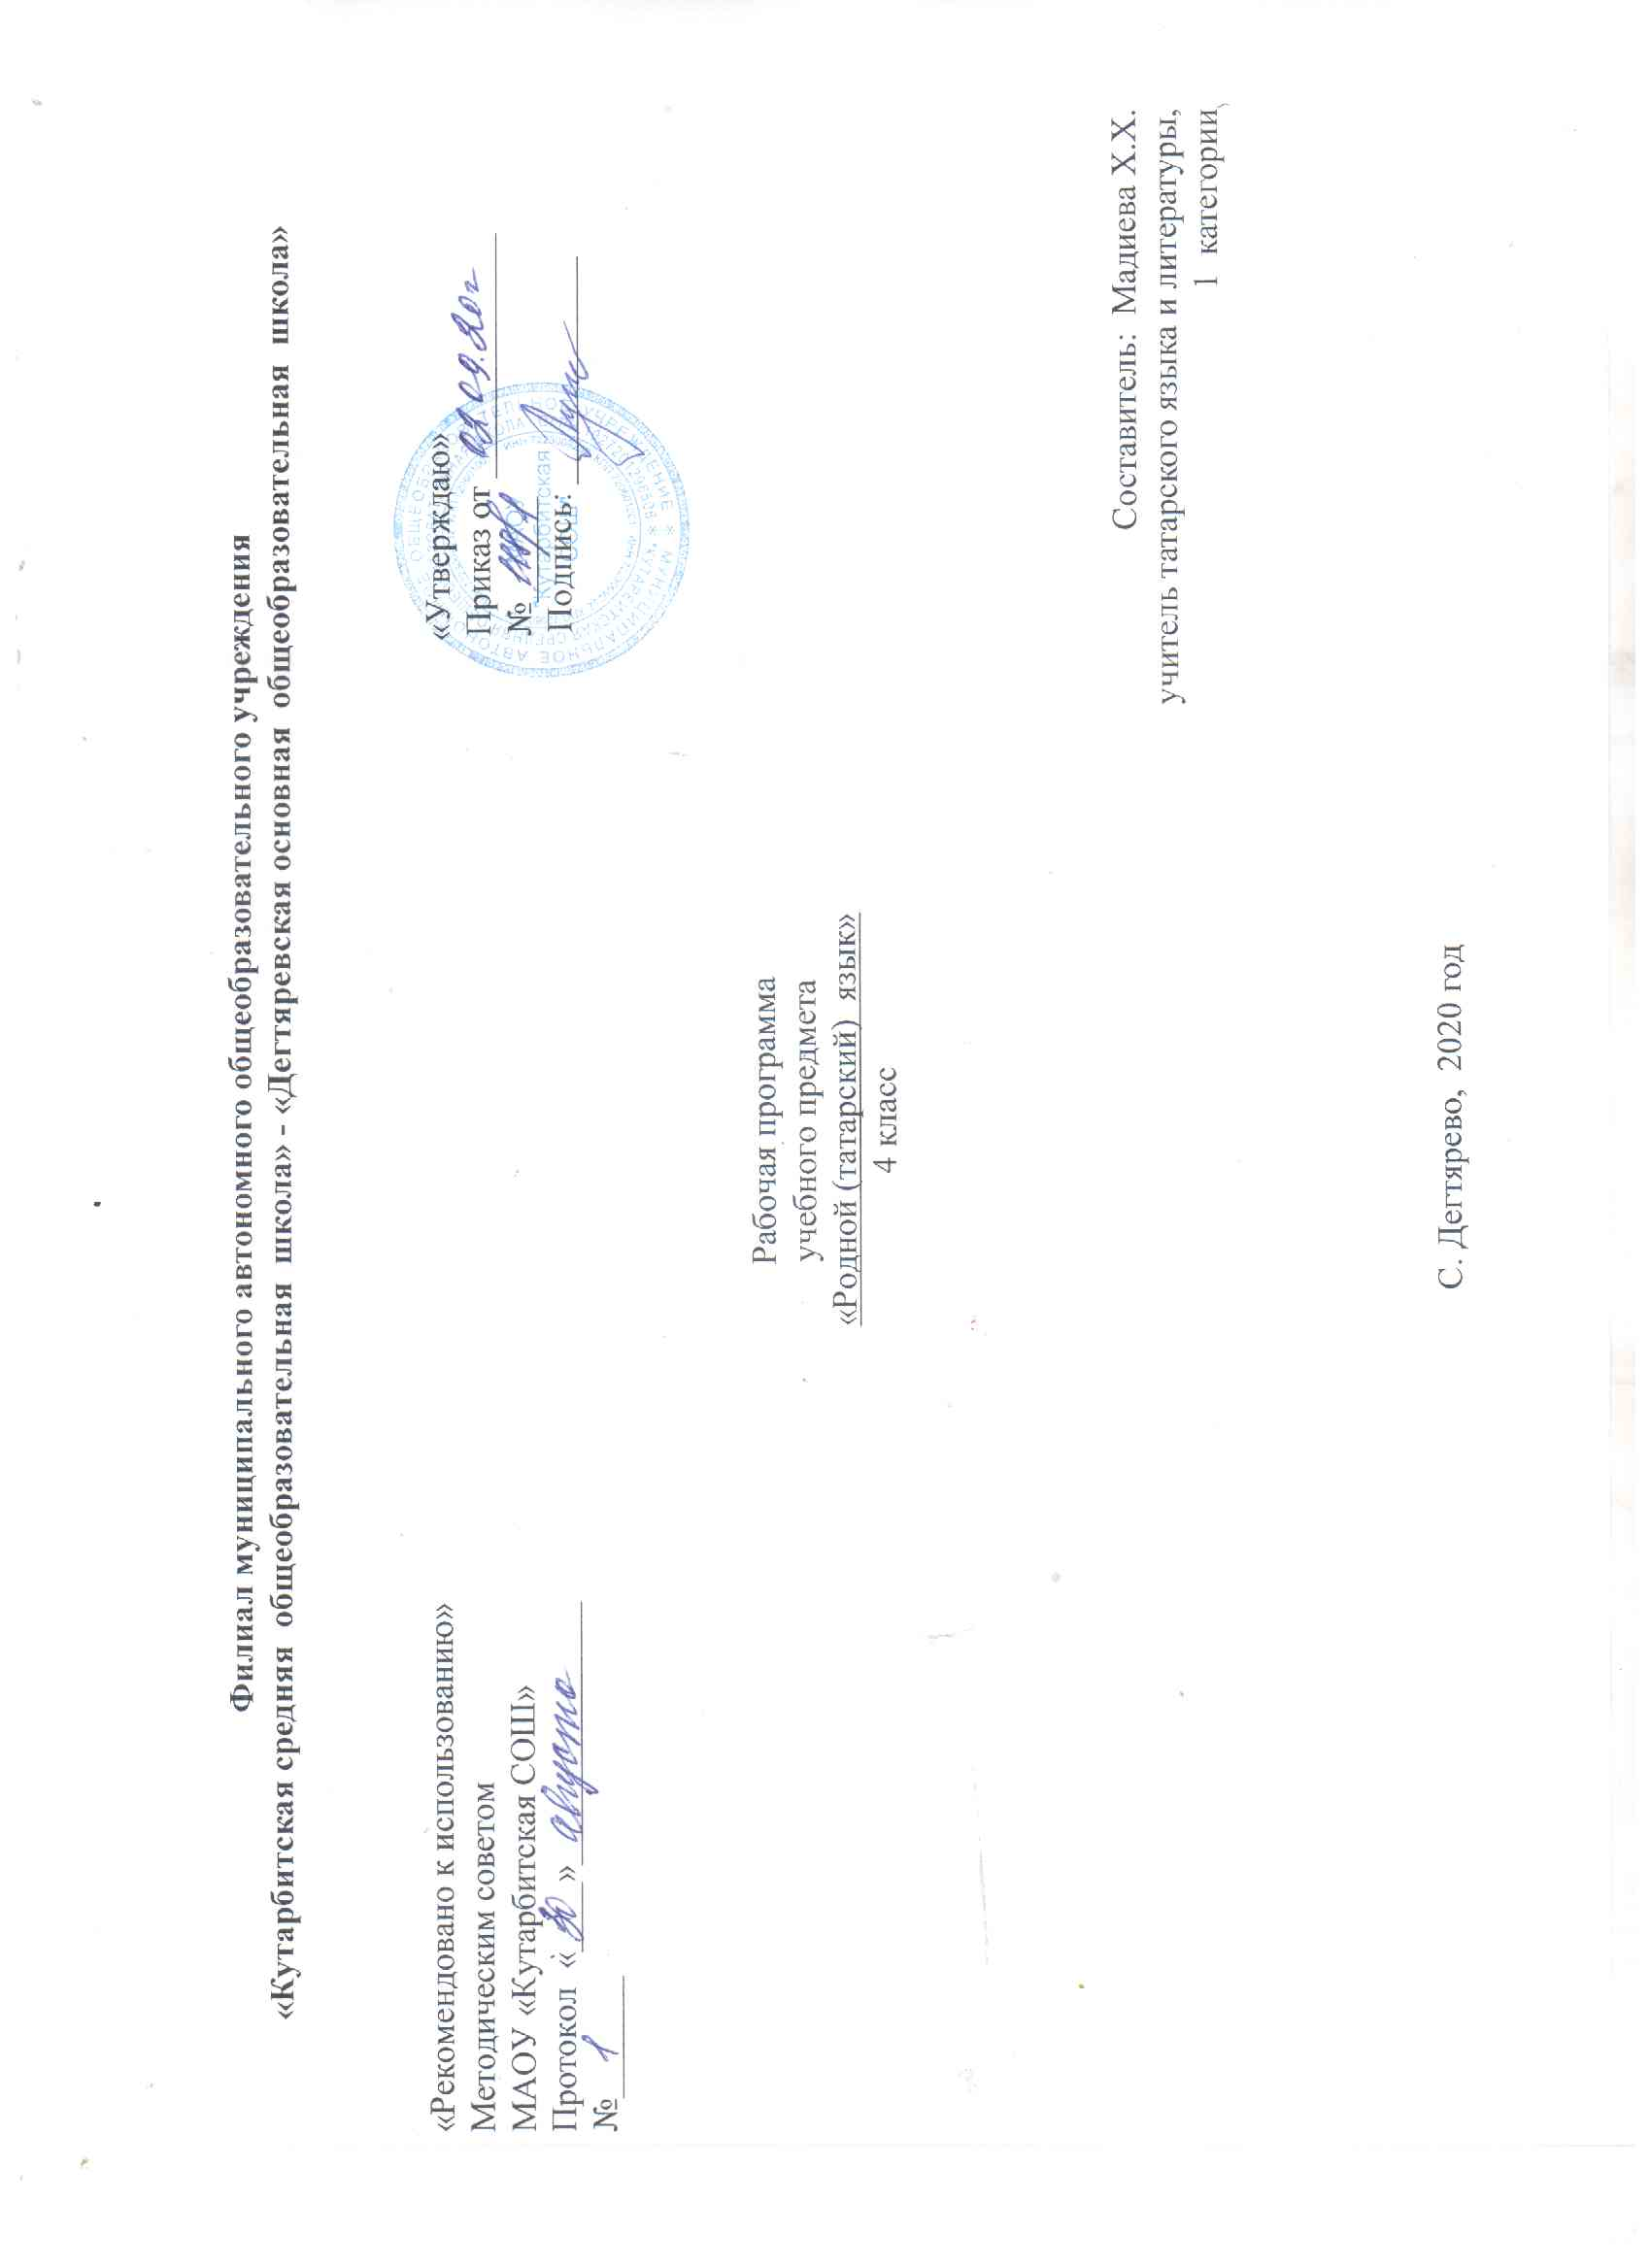 Филиал муниципального автономного общеобразовательного учреждения
«Кутарбитская средняя общеобразовательная школа» - «Дегтяревская основная общеобразовательная школа»
«Рекомендовано к использованию»
Методическим советом
МАОУ «Кутарбитская СОШ»
Протокол «30» августа
№ 1
«Утверждаю»
Приказ от 09.20г
№
Подпись:
Рабочая программа
учебного предмета
«Родной (татарский) язык»
4 класс
Составитель: Мадиева Х.Х.
учитель татарского языка и литературы,
1 категории
С. Дегтярево, 2020 год